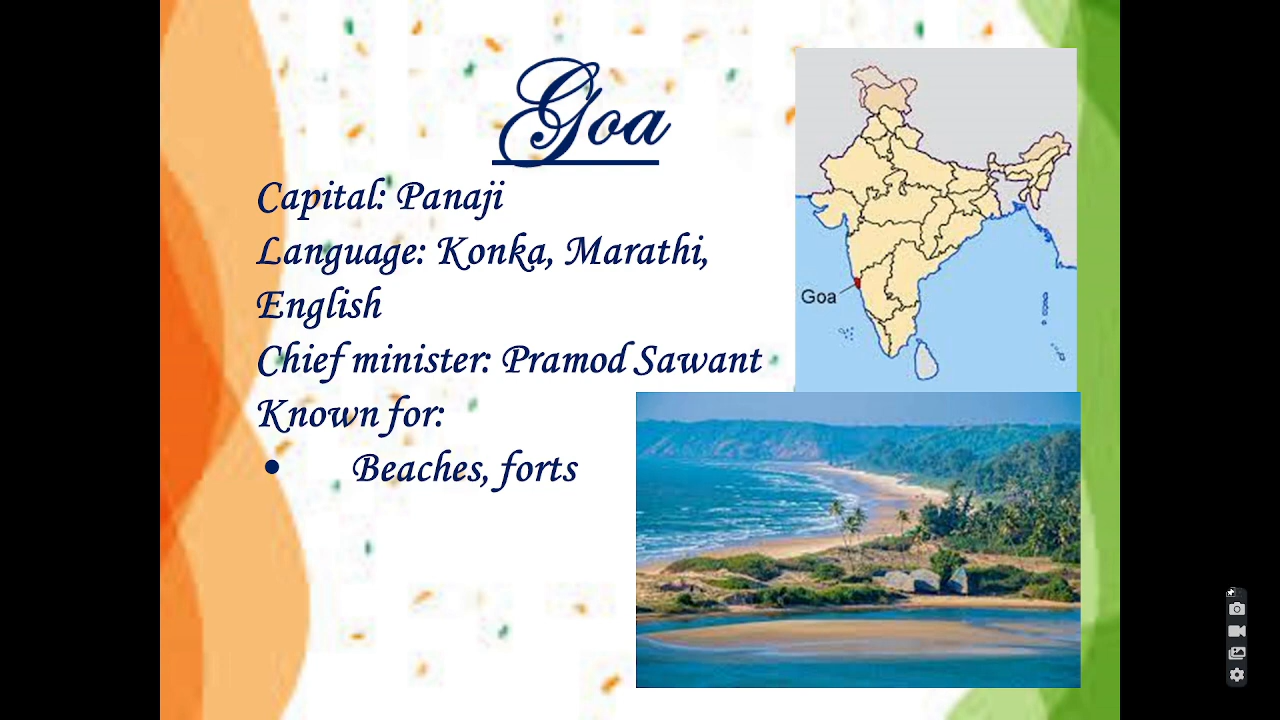 Goa
Capital: Panaji
Language: Konka, Marathi,
English
Chief minister: Pramod Sawant
Known for:
• Beaches, forts
Goa